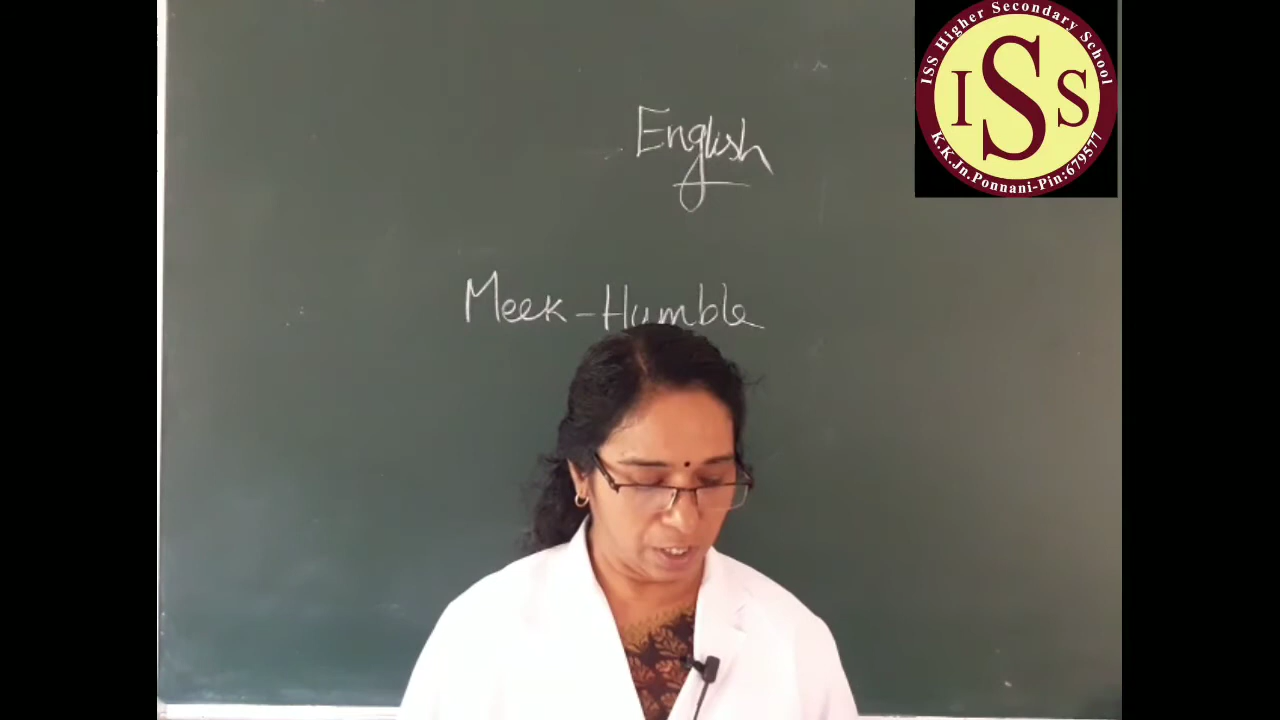 English
Meek - Humble
ISS Higher Secondary School
ISS
K.K.Jn.Ponnani-Pin:679577